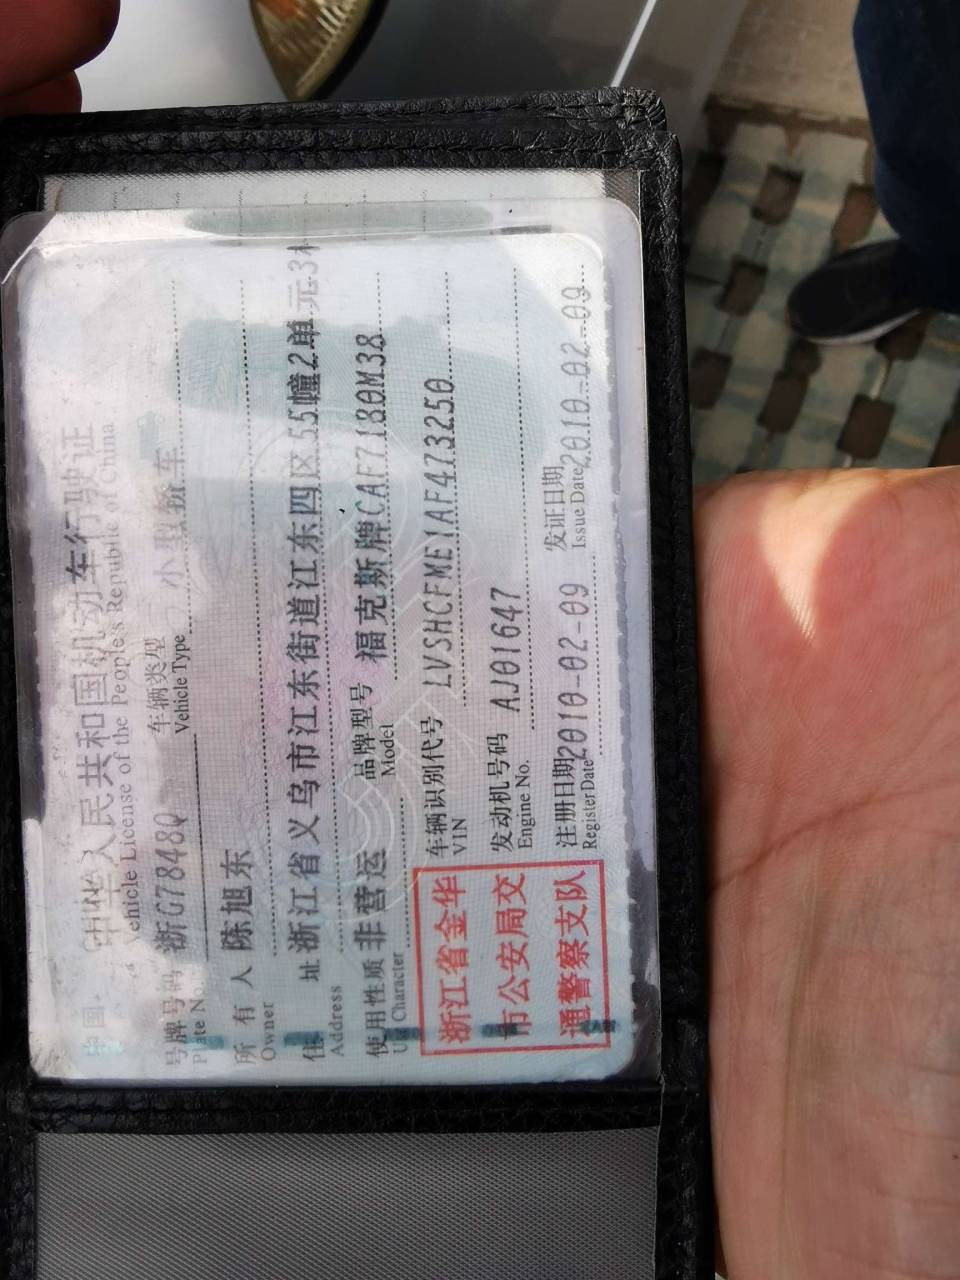 中华人民共和国机动车行驶证
Vehicle License of the People's Republic of China
号牌号码 浙G7848Q 车辆类型 小型轿车
Plate No. Vehicle Type
所有人 陈旭东
Owner
住址 浙江省义乌市江东街道江东四区55幢2单元3
Address
使用性质 非营运 品牌型号 福克斯牌CAF7180M38
Use Character Model
车辆识别代号 LVSHCFME1AF473250
VIN
发动机号码 AJ01647
Engine No.
注册日期 2010-02-09 发证日期 2010-02-09
Register Date Issue Date
浙江省金华
市公安局交
通警察支队